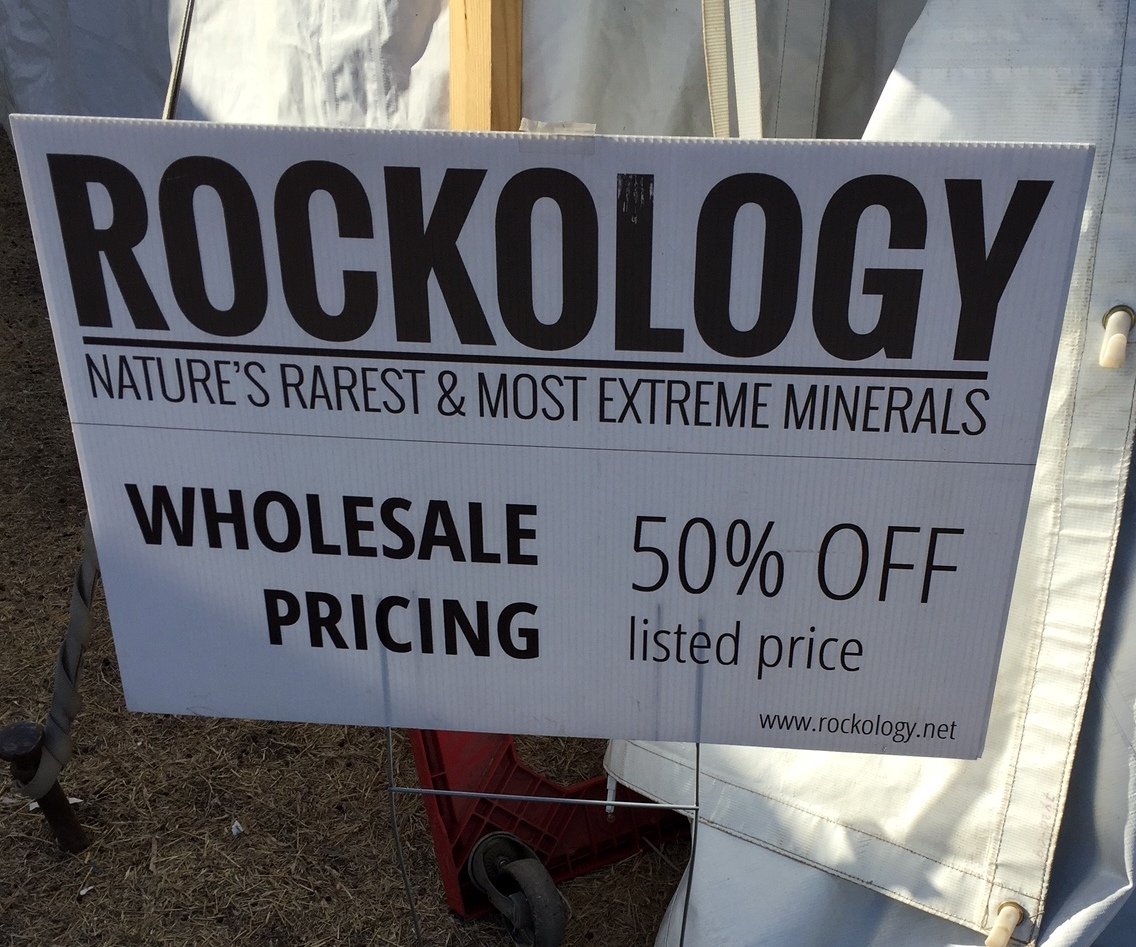 ROCKOLOGY
NATURE'S RAREST & MOST EXTREME MINERALS
WHOLESALE
PRICING
50% OFF
listed price
www.rockology.net